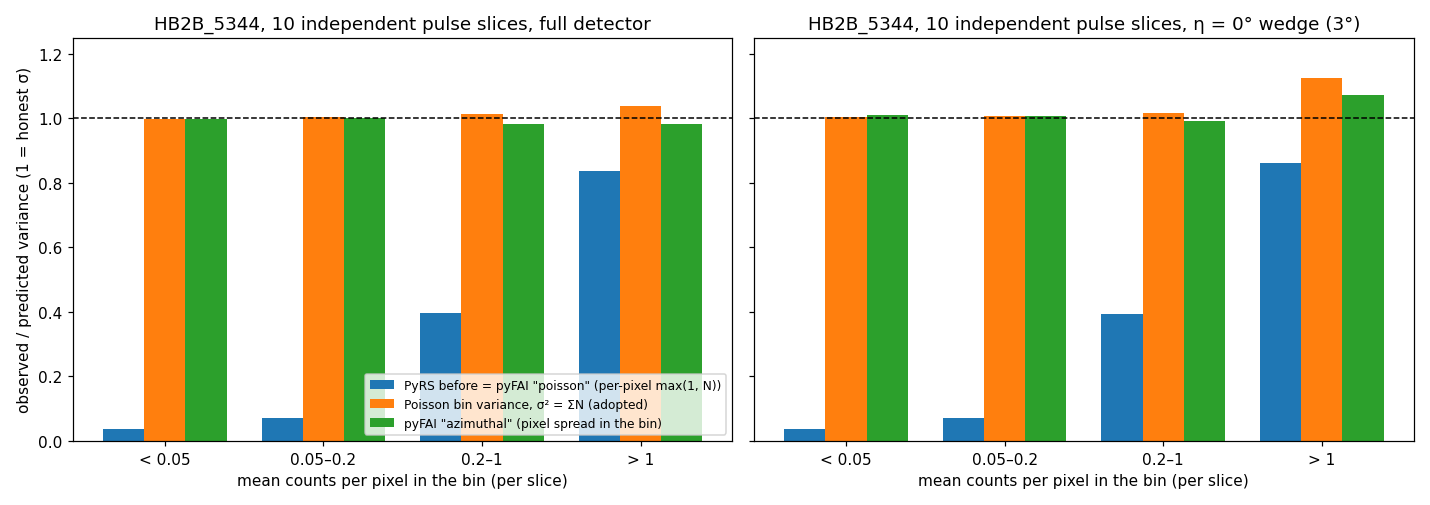 HB2B_5344, 10 independent pulse slices, full detector
HB2B_5344, 10 independent pulse slices, η = 0° wedge (3°)
observed / predicted variance (1 = honest σ)
1.2
1.0
0.8
0.6
0.4
0.2
0.0
PyRS before = pyFAI "poisson" (per-pixel max(1, N))
Poisson bin variance, σ² = ΣN (adopted)
pyFAI "azimuthal" (pixel spread in the bin)
< 0.05
0.05–0.2
0.2–1
> 1
mean counts per pixel in the bin (per slice)
< 0.05
0.05–0.2
0.2–1
> 1
mean counts per pixel in the bin (per slice)